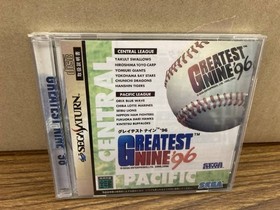 CENTRAL LEAGUE
YAKULT SWALLOWS
HIROSHIMA TOYO CARP
YOMIURI GIANTS
YOKOHAMA BAY STARS
CHUNICHI DRAGONS
HANSHIN TIGERS
PACIFIC LEAGUE
ORIX BLUE WAVE
CHIBA LOTTE MARINES
SEIBU LIONS
NIPPON HAM FIGHTERS
FUKUOKA DAIEI HAWKS
KINTETSU BUFFALOES
GREATEST
NINE 96
グレイテストナイン'96
GREATEST
NINE 96
CENTRAL
PACIFIC
SEGA SATURN
GREATEST NINE '96
SEGA